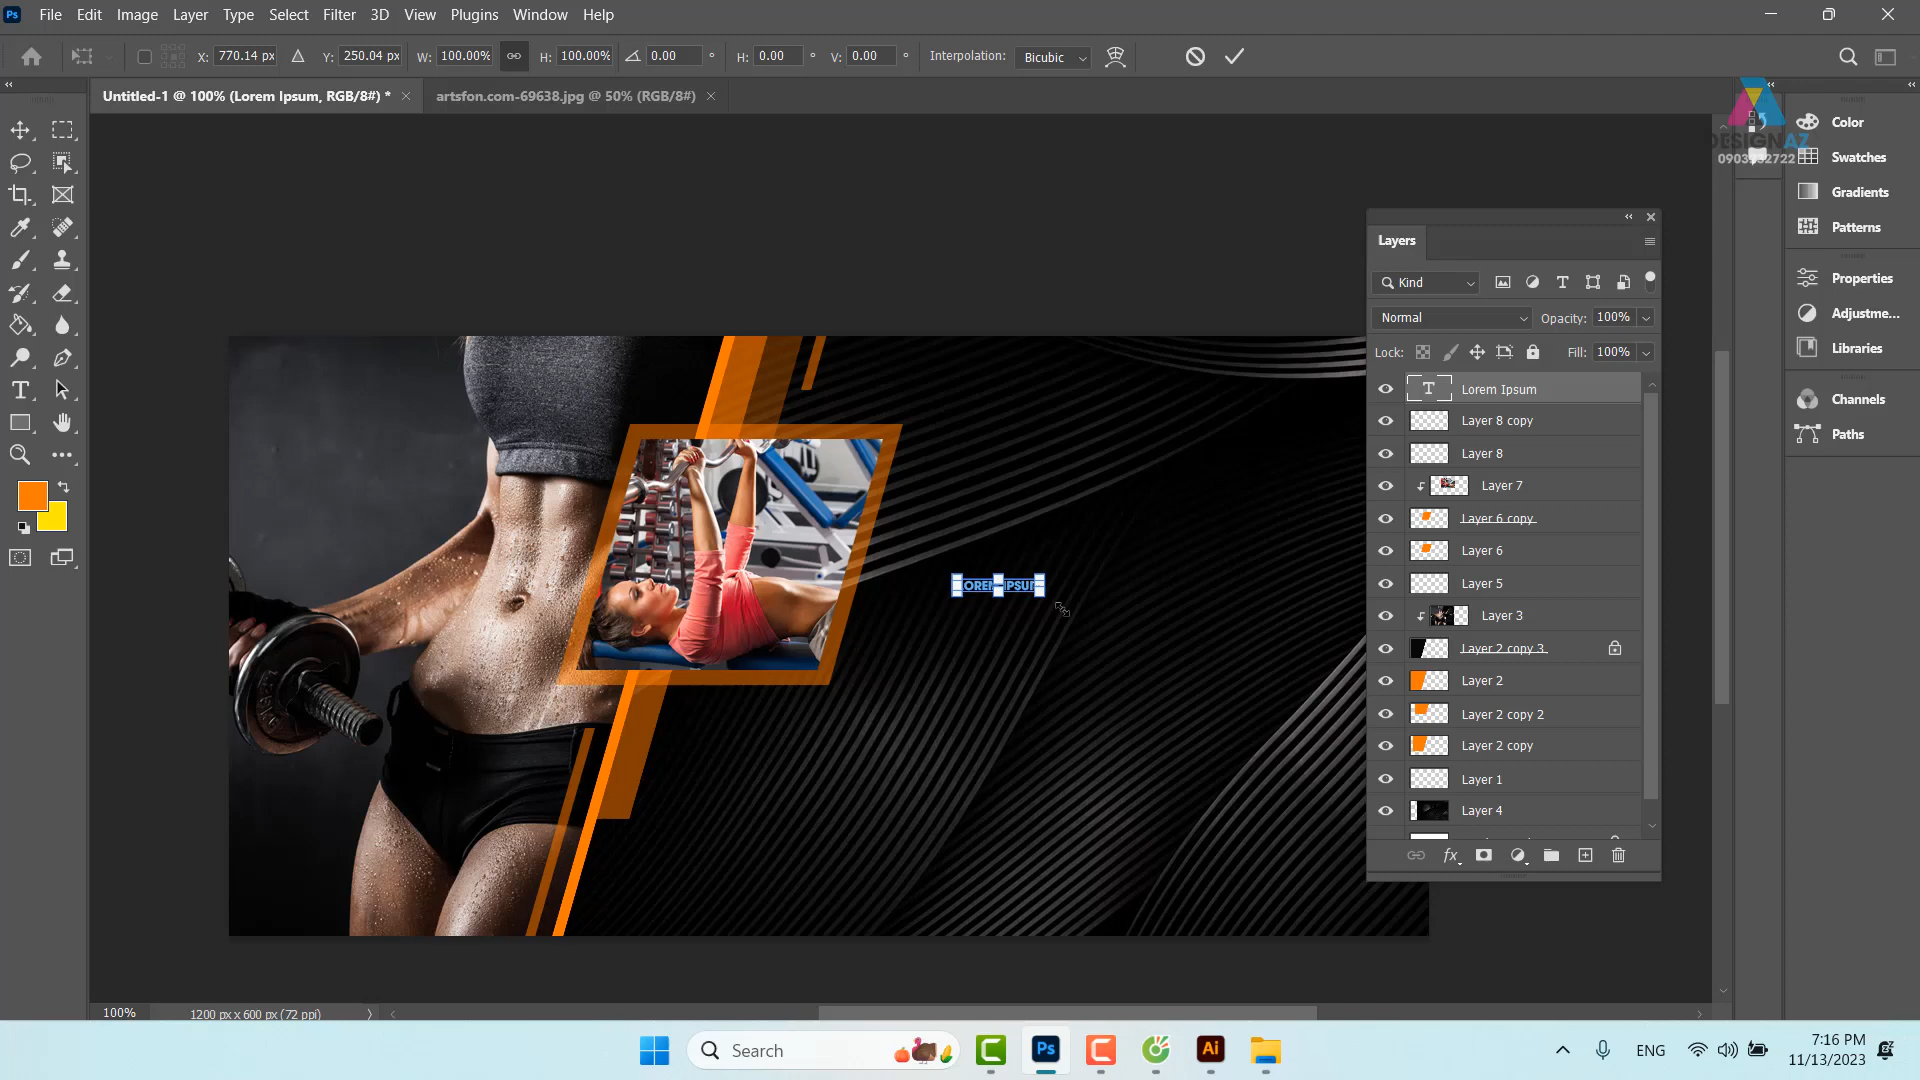 Ps File Edit Image Layer Type Select Filter 3D View Plugins Window Help
X: 770.14 px Y: 250.04 px W: 100.00% H: 100.00% 0.00 ° H: 0.00 ° V: 0.00 ° Interpolation: Bicubic
Untitled-1 @ 100% (Lorem Ipsum, RGB/8#) *
artsfon.com-69638.jpg @ 50% (RGB/8#)
DESIGNAZ
Color
Swatches
Gradients
Patterns
Properties
Adjustme...
Libraries
Channels
Paths
Layers
Kind
Normal Opacity: 100%
Lock: Fill: 100%
T Lorem Ipsum
Layer 8 copy
Layer 8
Layer 7
Layer 6 copy
Layer 6
Layer 5
Layer 3
Layer 2 copy 3
Layer 2
Layer 2 copy 2
Layer 2 copy
Layer 1
Layer 4
fx
LOREM IPSUM
100% 1200 px x 600 px (72 ppi)
Search
Ps
Ai
ENG
7:16 PM
11/13/2023